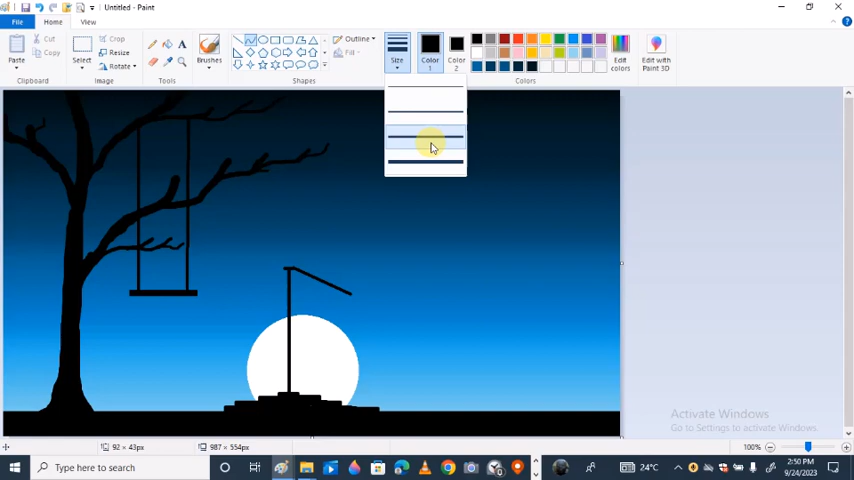 Untitled - Paint
File
Home
View
Paste
Cut
Copy
Clipboard
Select
Crop
Resize
Rotate
Image
A
Tools
Brushes
Outline
Fill
Shapes
Size
Color
1
Color
2
Edit
colors
Edit with
Paint 3D
Colors
Activate Windows
Go to Settings to activate Windows.
92 × 43px
987 × 554px
100%
Type here to search
24°C
2:50 PM
9/24/2023